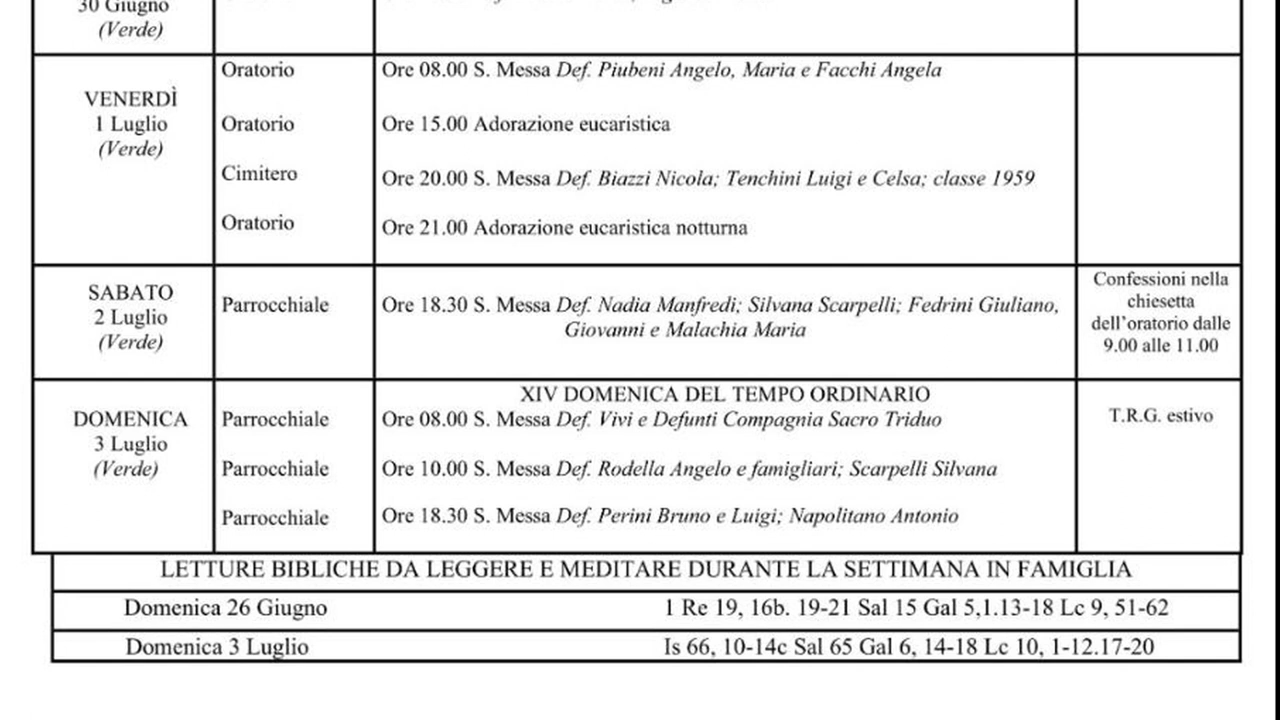 30 Giugno
(Verde)
VENERDÌ
1 Luglio
(Verde)
Oratorio
Ore 08.00 S. Messa Def. Piubeni Angelo, Maria e Facchi Angela
Oratorio
Ore 15.00 Adorazione eucaristica
Cimitero
Ore 20.00 S. Messa Def. Biazzi Nicola; Tenchini Luigi e Celsa; classe 1959
Oratorio
Ore 21.00 Adorazione eucaristica notturna
SABATO
2 Luglio
(Verde)
Parrocchiale
Ore 18.30 S. Messa Def. Nadia Manfredi; Silvana Scarpelli; Fedrini Giuliano,
Giovanni e Malachia Maria
Confessioni nella
chiesetta
dell'oratorio dalle
9.00 alle 11.00
DOMENICA
3 Luglio
(Verde)
XIV DOMENICA DEL TEMPO ORDINARIO
Parrocchiale
Ore 08.00 S. Messa Def. Vivi e Defunti Compagnia Sacro Triduo
Parrocchiale
Ore 10.00 S. Messa Def. Rodella Angelo e famigliari; Scarpelli Silvana
Parrocchiale
Ore 18.30 S. Messa Def. Perini Bruno e Luigi; Napolitano Antonio
T.R.G. estivo
LETTURE BIBLICHE DA LEGGERE E MEDITARE DURANTE LA SETTIMANA IN FAMIGLIA
Domenica 26 Giugno 1 Re 19, 16b. 19-21 Sal 15 Gal 5,1.13-18 Lc 9, 51-62
Domenica 3 Luglio Is 66, 10-14c Sal 65 Gal 6, 14-18 Lc 10, 1-12.17-20